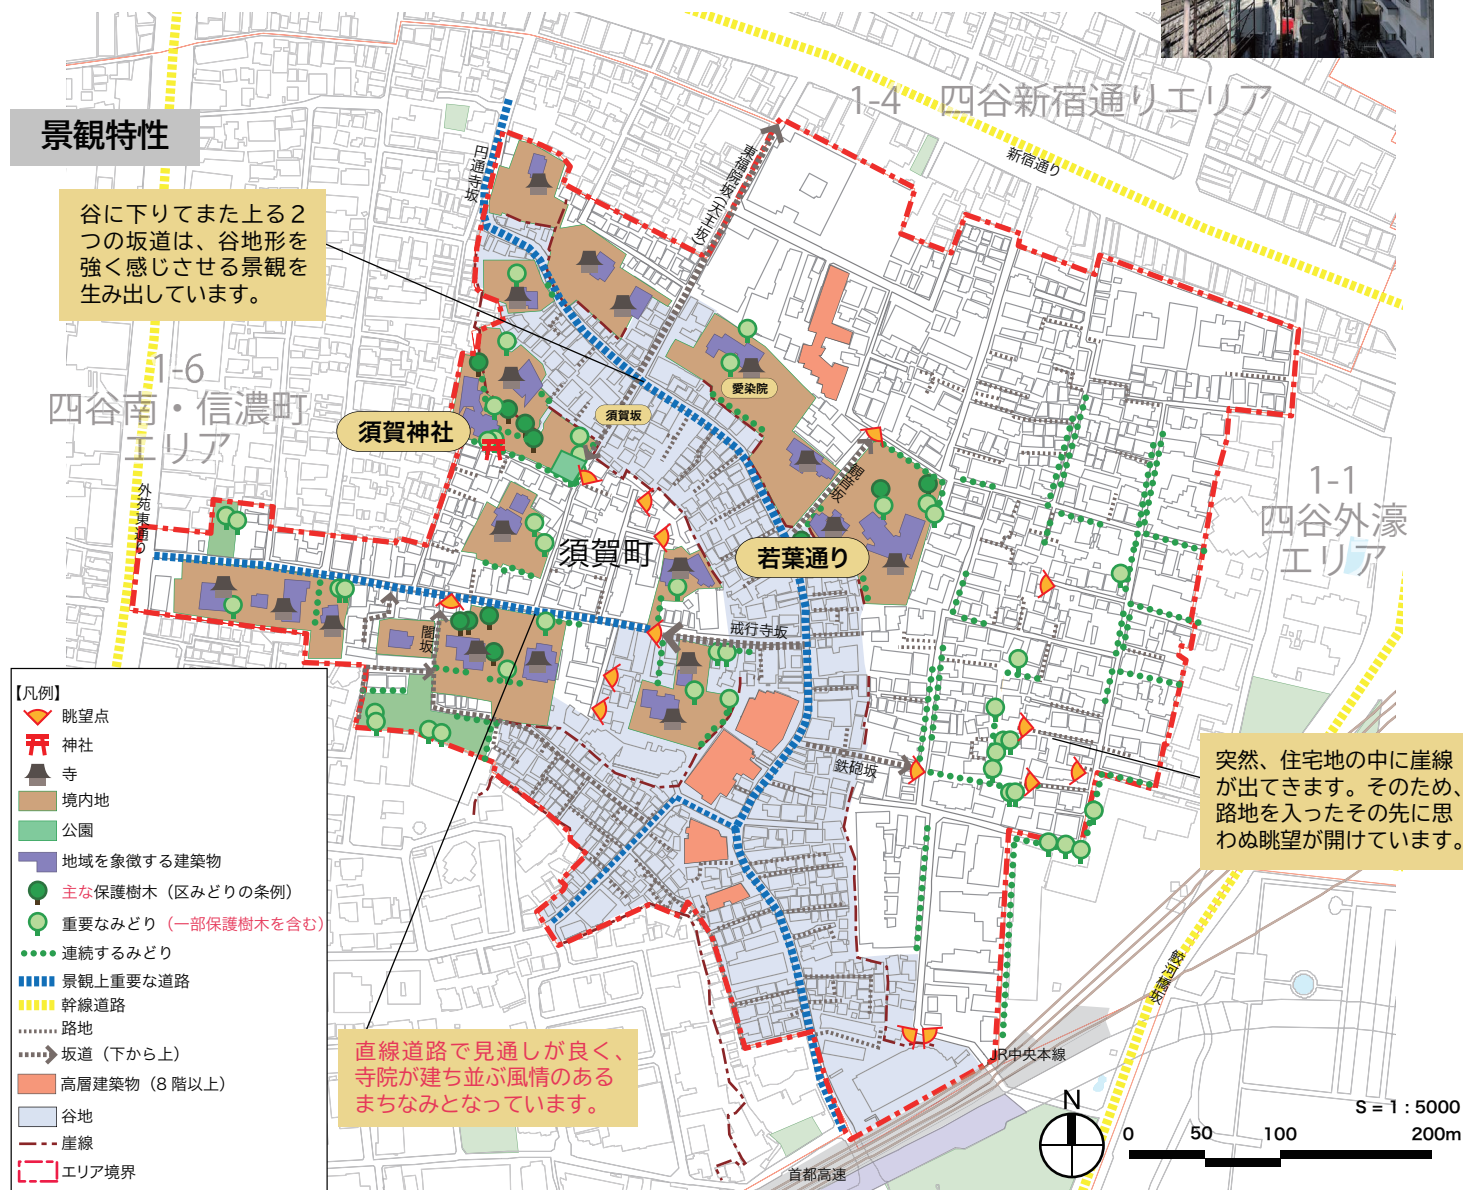 景観特性
1-4 四谷新宿通りエリア
新宿通り
円通寺坂
東福院坂(天王坂)
谷に下りてまた上る２
つの坂道は、谷地形を
強く感じさせる景観を
生み出しています。
1-6
四谷南・信濃町
エリア
愛染院
須賀坂
須賀神社
観音坂
1-1
四谷外濠
エリア
外苑東通り
須賀町
若葉通り
戒行寺坂
闇坂
鉄砲坂
突然、住宅地の中に崖線
が出てきます。そのため、
路地を入ったその先に思
わぬ眺望が開けています。
【凡例】
眺望点
神社
寺
境内地
公園
地域を象徴する建築物
主な保護樹木（区みどりの条例）
重要なみどり（一部保護樹木を含む）
連続するみどり
景観上重要な道路
幹線道路
路地
坂道（下から上）
高層建築物（8 階以上）
谷地
崖線
エリア境界
直線道路で見通しが良く、
寺院が建ち並ぶ風情のある
まちなみとなっています。
鮫河橋坂
JR中央本線
首都高速
N
S = 1 : 5000
0 50 100 200m